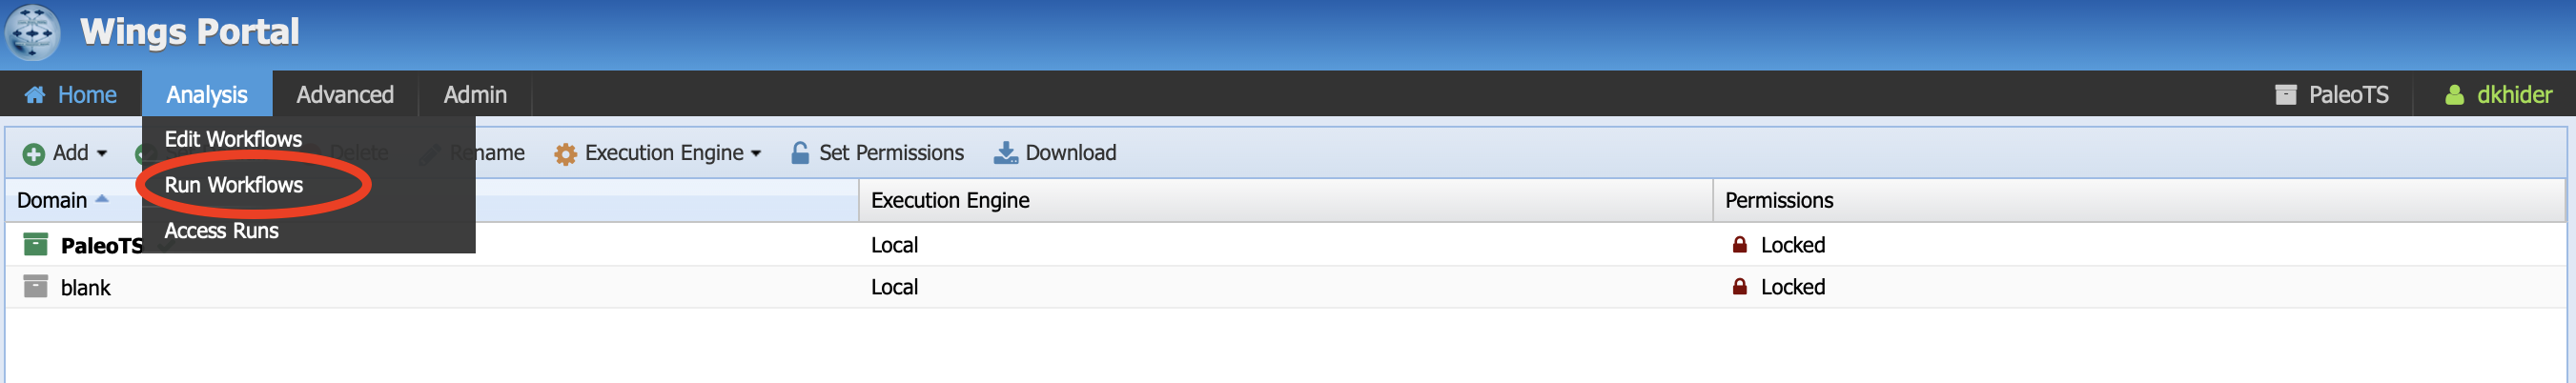 Wings Portal
Home Analysis Advanced Admin PaleoTS dkhider
Edit Workflows
Add Delete Rename Execution Engine Set Permissions Download
Run Workflows
Domain Execution Engine Permissions
Access Runs
PaleoTS Local Locked
blank Local Locked